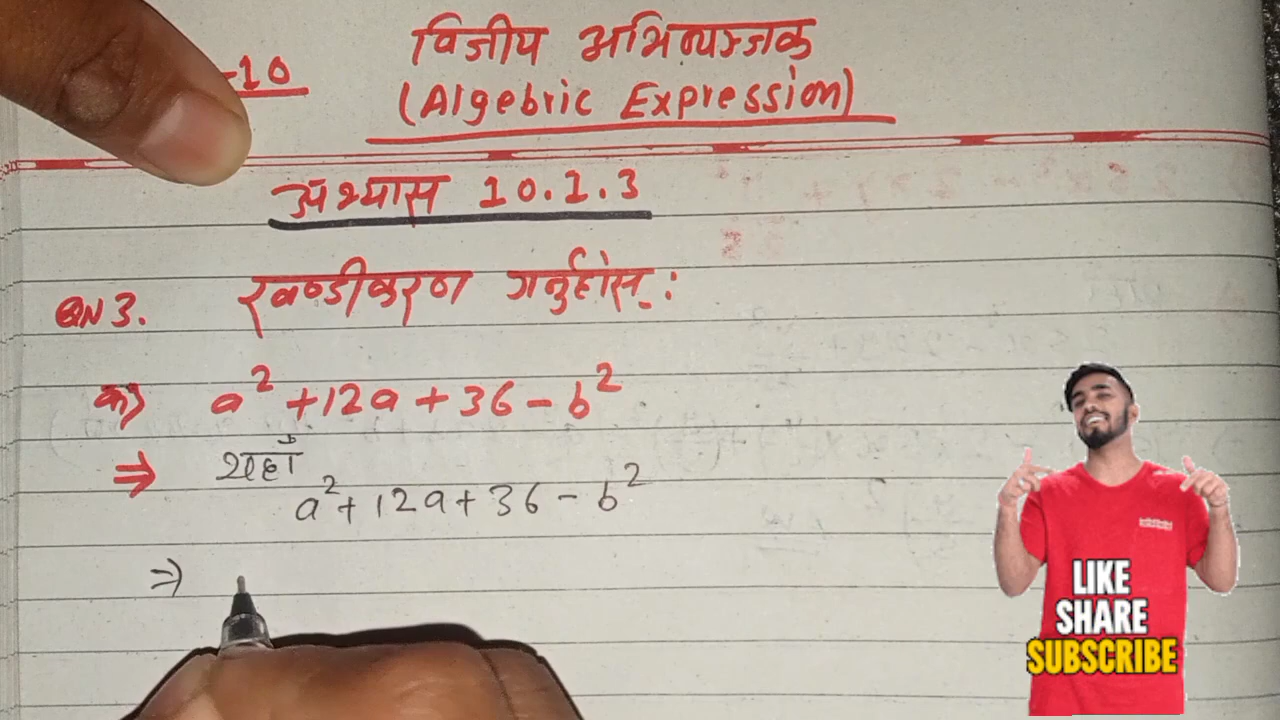 -10
विजीय अभिव्यञ्जक
(Algebric Expression)
अभ्यास 10.1.3
QN 3. खण्डीकरण गर्नुहोस् :
क) a² + 12a + 36 - b²
⇒ यहाँ
a² + 12a + 36 - b²
⇒
LIKE
SHARE
SUBSCRIBE